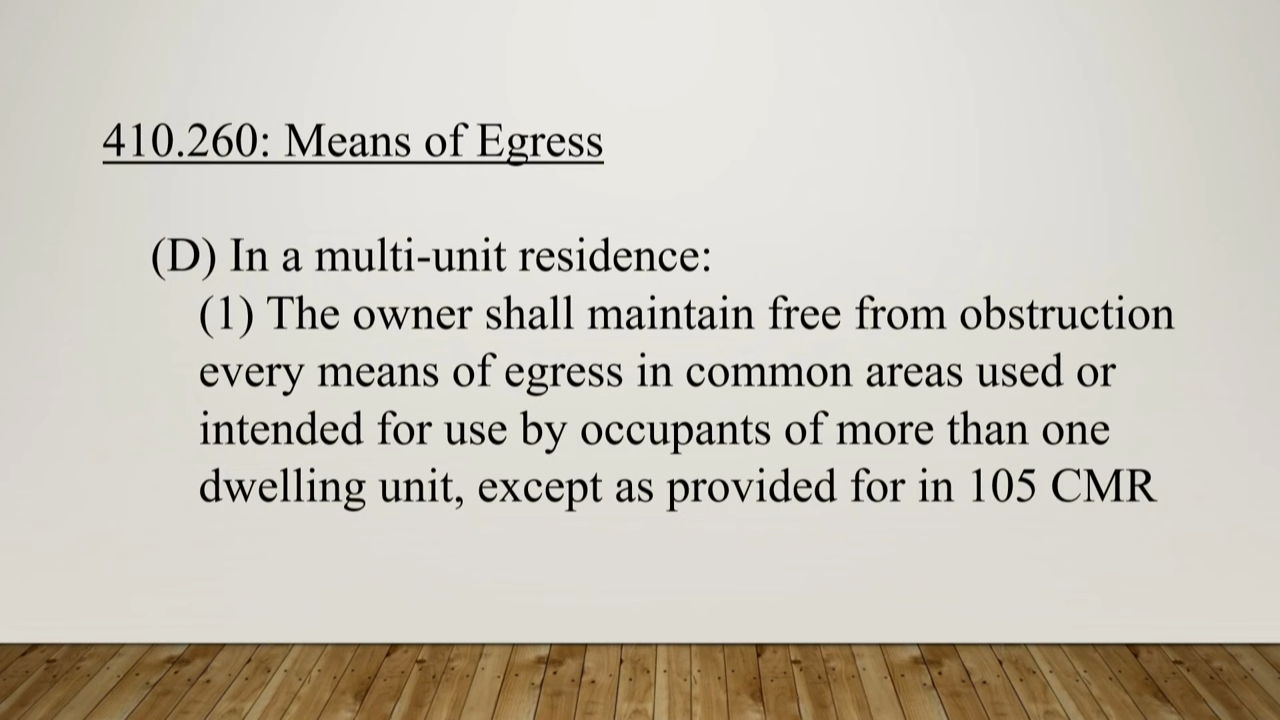 410.260: Means of Egress
(D) In a multi-unit residence:
(1) The owner shall maintain free from obstruction
every means of egress in common areas used or
intended for use by occupants of more than one
dwelling unit, except as provided for in 105 CMR